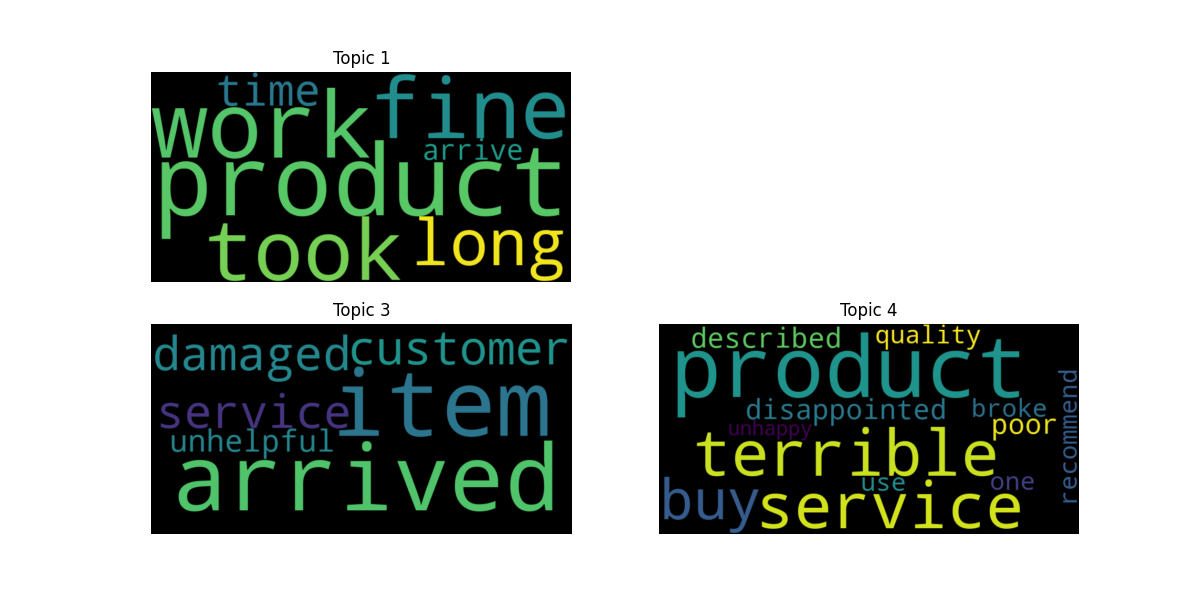 Topic 1
time
fine
work
arrive
product
took
long
Topic 3
damaged
customer
item
service
unhelpful
arrived
Topic 4
described
quality
product
recommend
disappointed
broke
unhappy
poor
terrible
use
one
buy
service